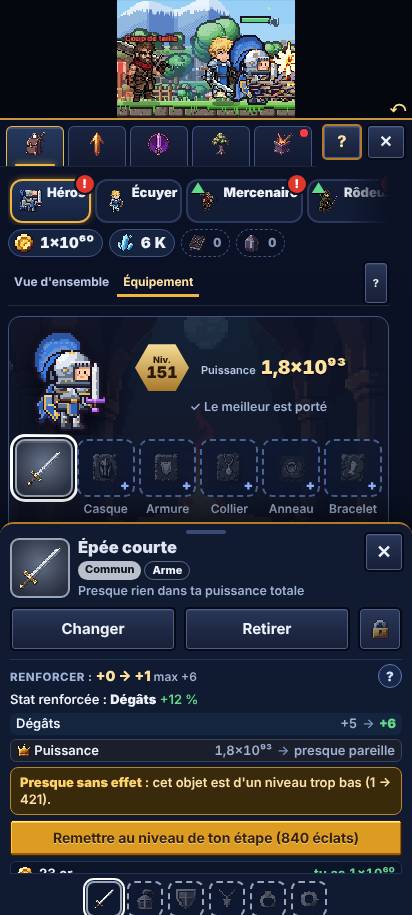 Coup de taille
? ×
Héros ! Écuyer Mercenaire !
1×10⁶⁰ 6 K 0 0
Vue d'ensemble Équipement ?
Niv.
151
Puissance 1,8×10⁹³
✓ Le meilleur est porté
Casque Armure Collier Anneau Bracelet
Épée courte
×
Commun Arme
Presque rien dans ta puissance totale
Changer Retirer
RENFORCER : +0 → +1 max +6 ?
Stat renforcée : Dégâts +12 %
Dégâts +5 → +6
Puissance 1,8×10⁹³ → presque pareille
Presque sans effet : cet objet est d'un niveau trop bas (1 →
421).
Remettre au niveau de ton étape (840 éclats)